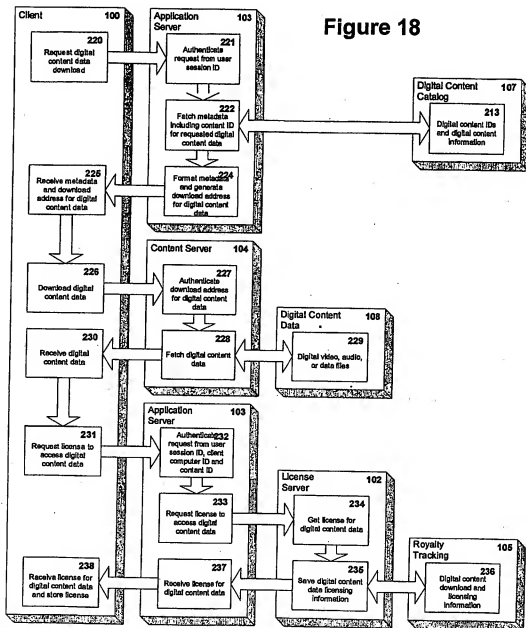 Figure 18
Client 100
220
Request digital
content data
download
Application 103
Server
221
Authenticate
request from user
session ID
222
Fetch metadata
including content ID
for requested digital
content data
224
Format metadata
and generate
download address
for digital content
data
Digital Content 107
Catalog
213
Digital content IDs
and digital content
information
225
Receive metadata
and download
address for digital
content data
226
Download digital
content data
Content Server 104
227
Authenticate
download address
for digital content
data
228
Fetch digital
content data
Digital Content 108
Data
229
Digital video, audio,
or data files
230
Receive digital
content data
231
Request license to
access digital
content data
Application 103
Server
232
Authenticate
request from user
session ID, client
computer ID and
content ID
233
Request license to
access digital
content data
License 102
Server
234
Get license for
digital content data
235
Save digital content
data licensing
information
Royalty 105
Tracking
236
Digital content
download and
licensing
information
237
Receive license for
digital content data
238
Receive license for
digital content data
and store license